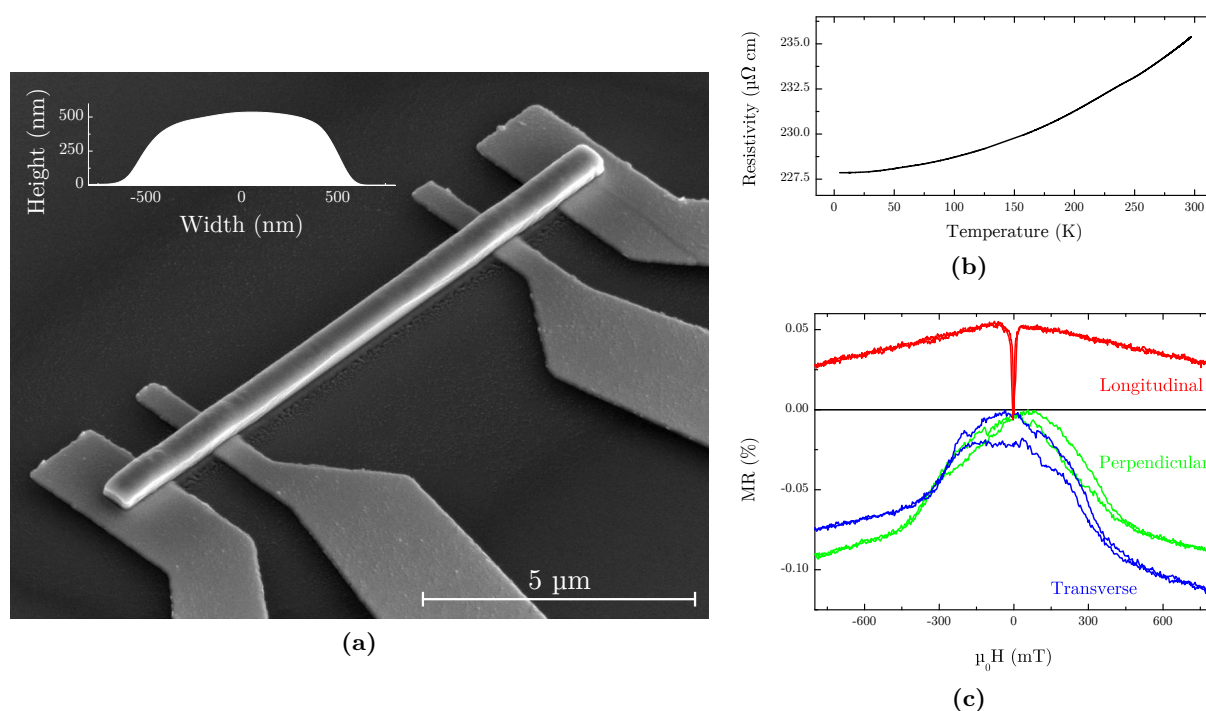 Height (nm)
500
250
0
-500
0
500
Width (nm)
5 µm
(a)
Resistivity (µΩ cm)
235.0
232.5
230.0
227.5
0 50 100 150 200 250 300
Temperature (K)
(b)
MR (%)
0.05
0.00
-0.05
-0.10
Longitudinal
Perpendicular
Transverse
-600 -300 0 300 600
µ₀H (mT)
(c)